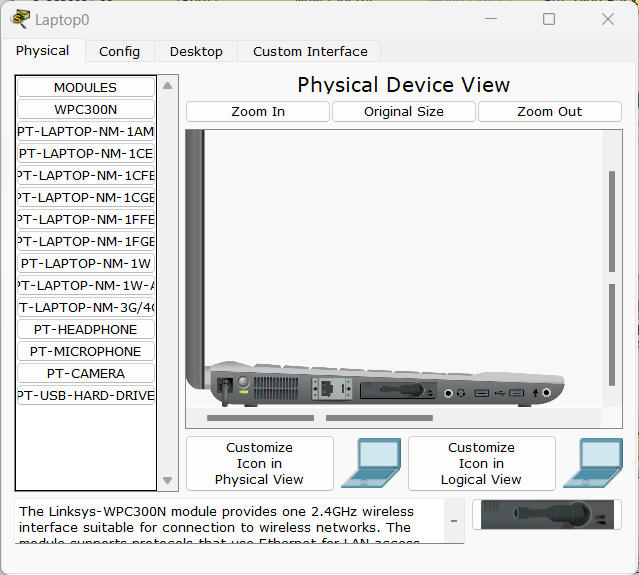 Laptop0
Physical
Config
Desktop
Custom Interface
MODULES
WPC300N
PT-LAPTOP-NM-1AM
PT-LAPTOP-NM-1CE
PT-LAPTOP-NM-1CFE
PT-LAPTOP-NM-1CGE
PT-LAPTOP-NM-1FFE
PT-LAPTOP-NM-1FGE
PT-LAPTOP-NM-1W
PT-LAPTOP-NM-1W-A
PT-LAPTOP-NM-3G/4G
PT-HEADPHONE
PT-MICROPHONE
PT-CAMERA
PT-USB-HARD-DRIVE
Physical Device View
Zoom In
Original Size
Zoom Out
Customize
Icon in
Physical View
Customize
Icon in
Logical View
The Linksys-WPC300N module provides one 2.4GHz wireless
interface suitable for connection to wireless networks. The
module supports protocols that use Ethernet for LAN access